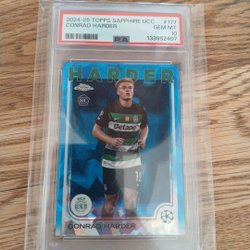 2024-25 TOPPS SAPPHIRE UCC #177
CONRAD HARDER GEM MT
10
PSA 133952407
HARDER
Betano
CONRAD HARDER